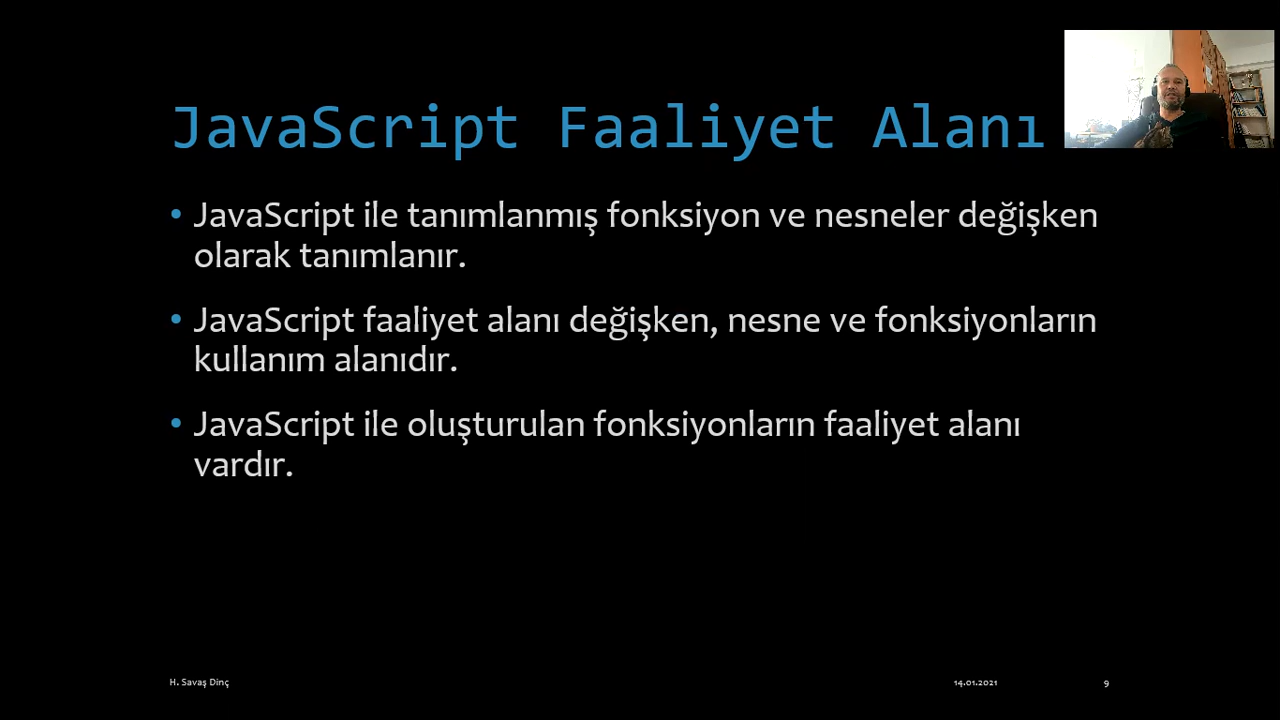 JavaScript Faaliyet Alanı
• JavaScript ile tanımlanmış fonksiyon ve nesneler değişken
olarak tanımlanır.
• JavaScript faaliyet alanı değişken, nesne ve fonksiyonların
kullanım alanıdır.
• JavaScript ile oluşturulan fonksiyonların faaliyet alanı
vardır.
H. Savaş Dinç 14.01.2021 9